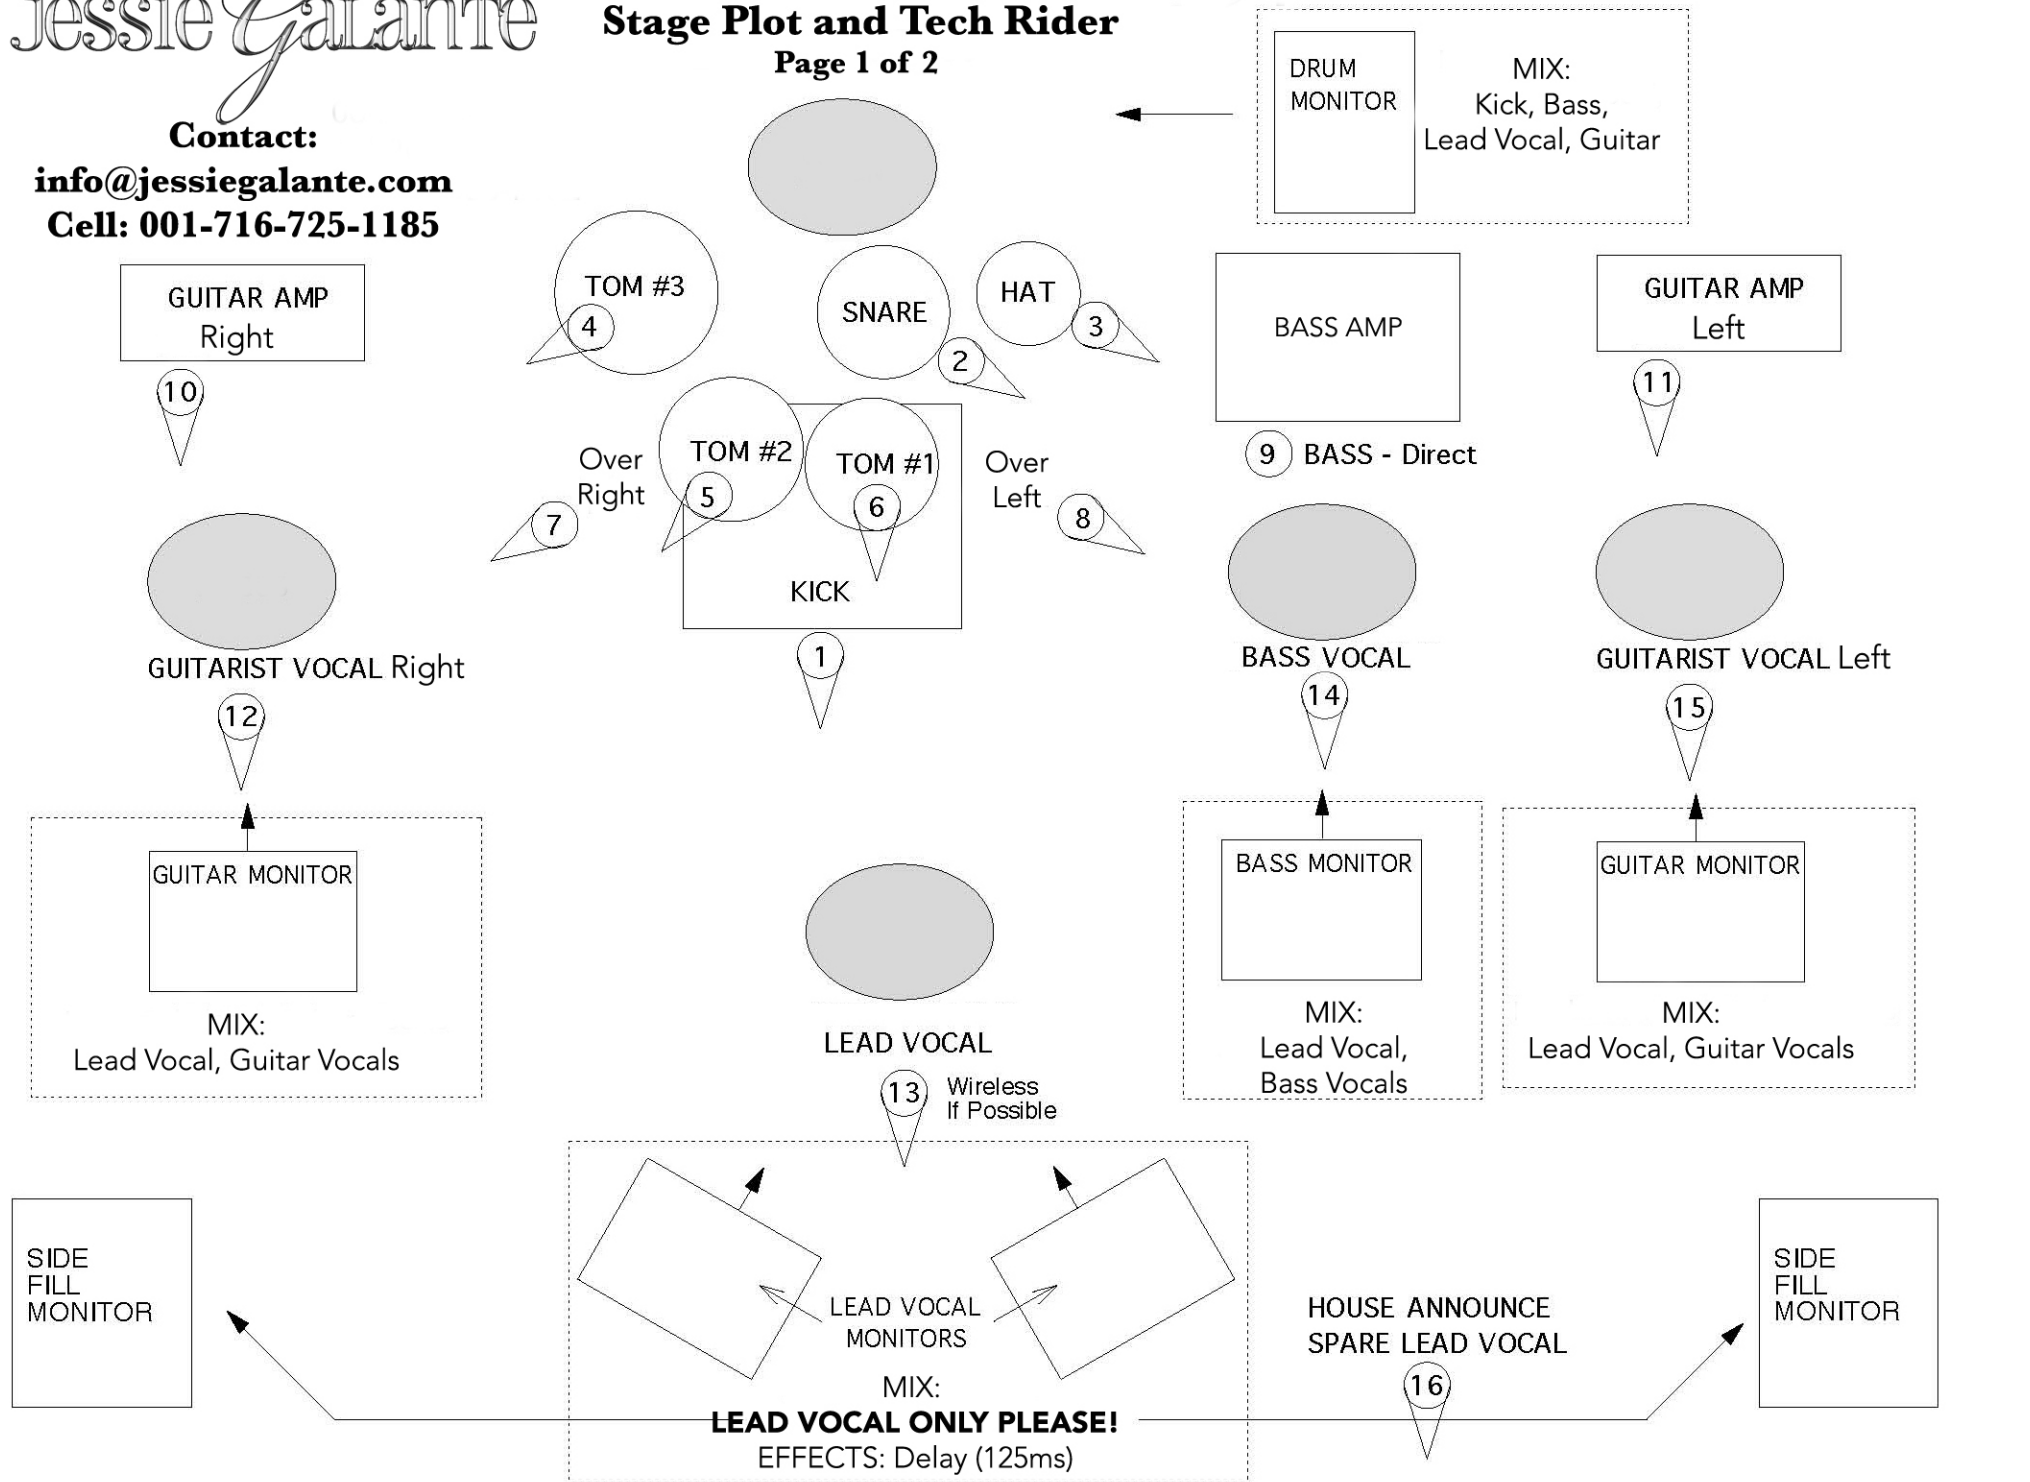 Jessie Galante
Stage Plot and Tech Rider
Page 1 of 2
Contact:
info@jessiegalante.com
Cell: 001-716-725-1185
DRUM
MONITOR
MIX:
Kick, Bass,
Lead Vocal, Guitar
GUITAR AMP
Right
10
TOM #3
4
SNARE
2
HAT
3
BASS AMP
9 BASS - Direct
GUITAR AMP
Left
11
Over
Right
7
TOM #2
5
TOM #1
6
KICK
1
Over
Left
8
GUITARIST VOCAL Right
12
BASS VOCAL
14
GUITARIST VOCAL Left
15
GUITAR MONITOR
MIX:
Lead Vocal, Guitar Vocals
LEAD VOCAL
13
Wireless
If Possible
BASS MONITOR
MIX:
Lead Vocal,
Bass Vocals
GUITAR MONITOR
MIX:
Lead Vocal, Guitar Vocals
SIDE
FILL
MONITOR
LEAD VOCAL
MONITORS
MIX:
LEAD VOCAL ONLY PLEASE!
EFFECTS: Delay (125ms)
HOUSE ANNOUNCE
SPARE LEAD VOCAL
16
SIDE
FILL
MONITOR